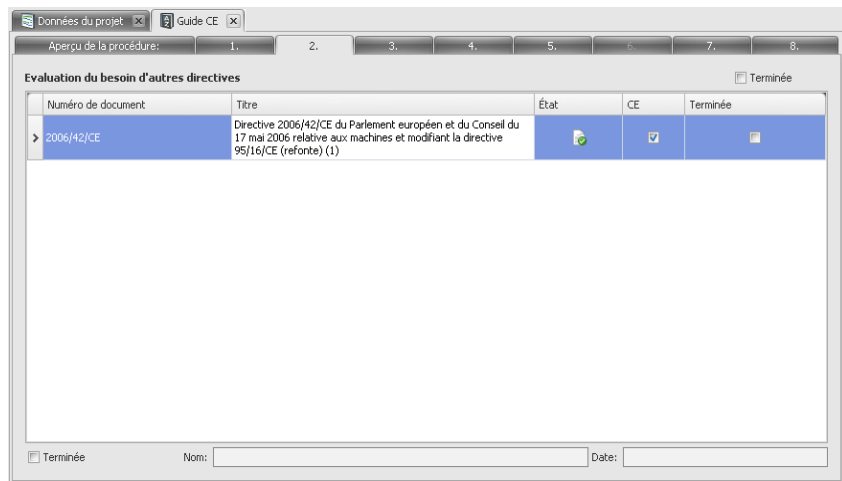 Données du projet Guide CE
Aperçu de la procédure: 1. 2. 3. 4. 5. 6. 7. 8.
Evaluation du besoin d'autres directives Terminée
Numéro de document Titre État CE Terminée
2006/42/CE
Directive 2006/42/CE du Parlement européen et du Conseil du
17 mai 2006 relative aux machines et modifiant la directive
95/16/CE (refonte) (1)
Terminée Nom: Date: